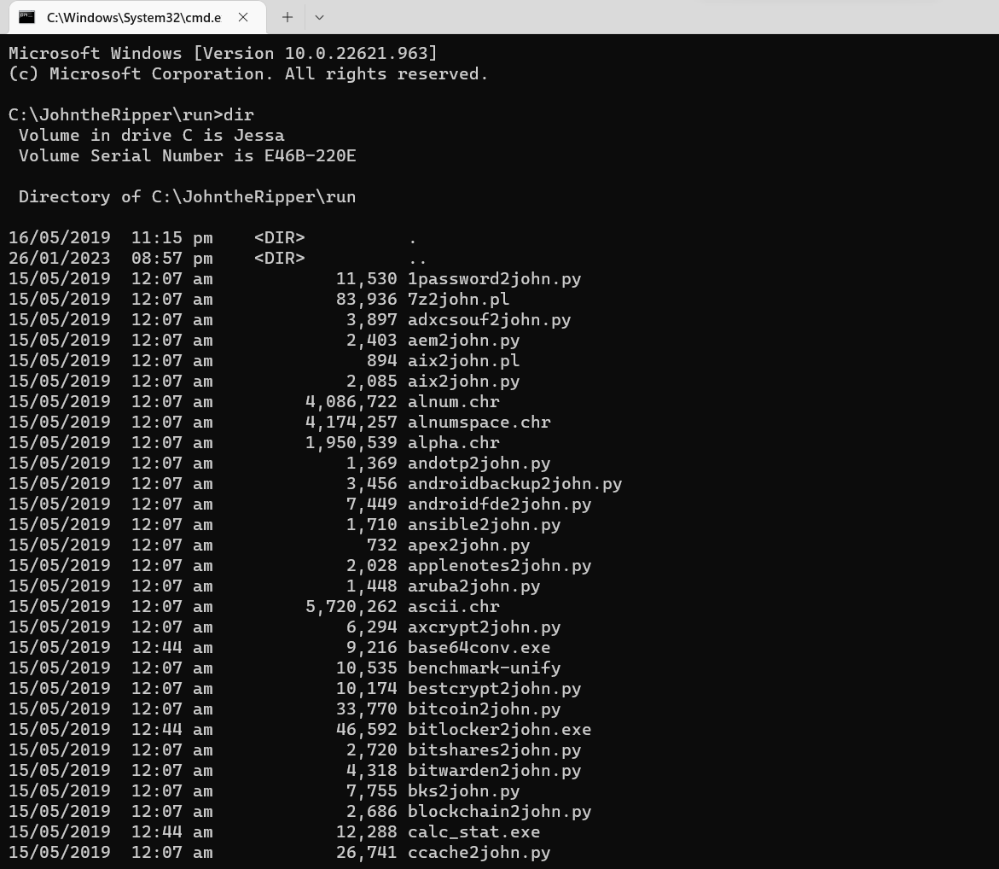 C:\Windows\System32\cmd.e
Microsoft Windows [Version 10.0.22621.963]
(c) Microsoft Corporation. All rights reserved.
C:\JohntheRipper\run>dir
 Volume in drive C is Jessa
 Volume Serial Number is E46B-220E
 Directory of C:\JohntheRipper\run
16/05/2019  11:15 pm    <DIR>          .
26/01/2023  08:57 pm    <DIR>          ..
15/05/2019  12:07 am            11,530 1password2john.py
15/05/2019  12:07 am            83,936 7z2john.pl
15/05/2019  12:07 am             3,897 adxcsouf2john.py
15/05/2019  12:07 am             2,403 aem2john.py
15/05/2019  12:07 am               894 aix2john.pl
15/05/2019  12:07 am             2,085 aix2john.py
15/05/2019  12:07 am         4,086,722 alnum.chr
15/05/2019  12:07 am         4,174,257 alnumspace.chr
15/05/2019  12:07 am         1,950,539 alpha.chr
15/05/2019  12:07 am             1,369 andotp2john.py
15/05/2019  12:07 am             3,456 androidbackup2john.py
15/05/2019  12:07 am             7,449 androidfde2john.py
15/05/2019  12:07 am             1,710 ansible2john.py
15/05/2019  12:07 am               732 apex2john.py
15/05/2019  12:07 am             2,028 applenotes2john.py
15/05/2019  12:07 am             1,448 aruba2john.py
15/05/2019  12:07 am         5,720,262 ascii.chr
15/05/2019  12:07 am             6,294 axcrypt2john.py
15/05/2019  12:44 am             9,216 base64conv.exe
15/05/2019  12:07 am            10,535 benchmark-unify
15/05/2019  12:07 am            10,174 bestcrypt2john.py
15/05/2019  12:07 am            33,770 bitcoin2john.py
15/05/2019  12:44 am            46,592 bitlocker2john.exe
15/05/2019  12:07 am             2,720 bitshares2john.py
15/05/2019  12:07 am             4,318 bitwarden2john.py
15/05/2019  12:07 am             7,755 bks2john.py
15/05/2019  12:07 am             2,686 blockchain2john.py
15/05/2019  12:44 am            12,288 calc_stat.exe
15/05/2019  12:07 am            26,741 ccache2john.py